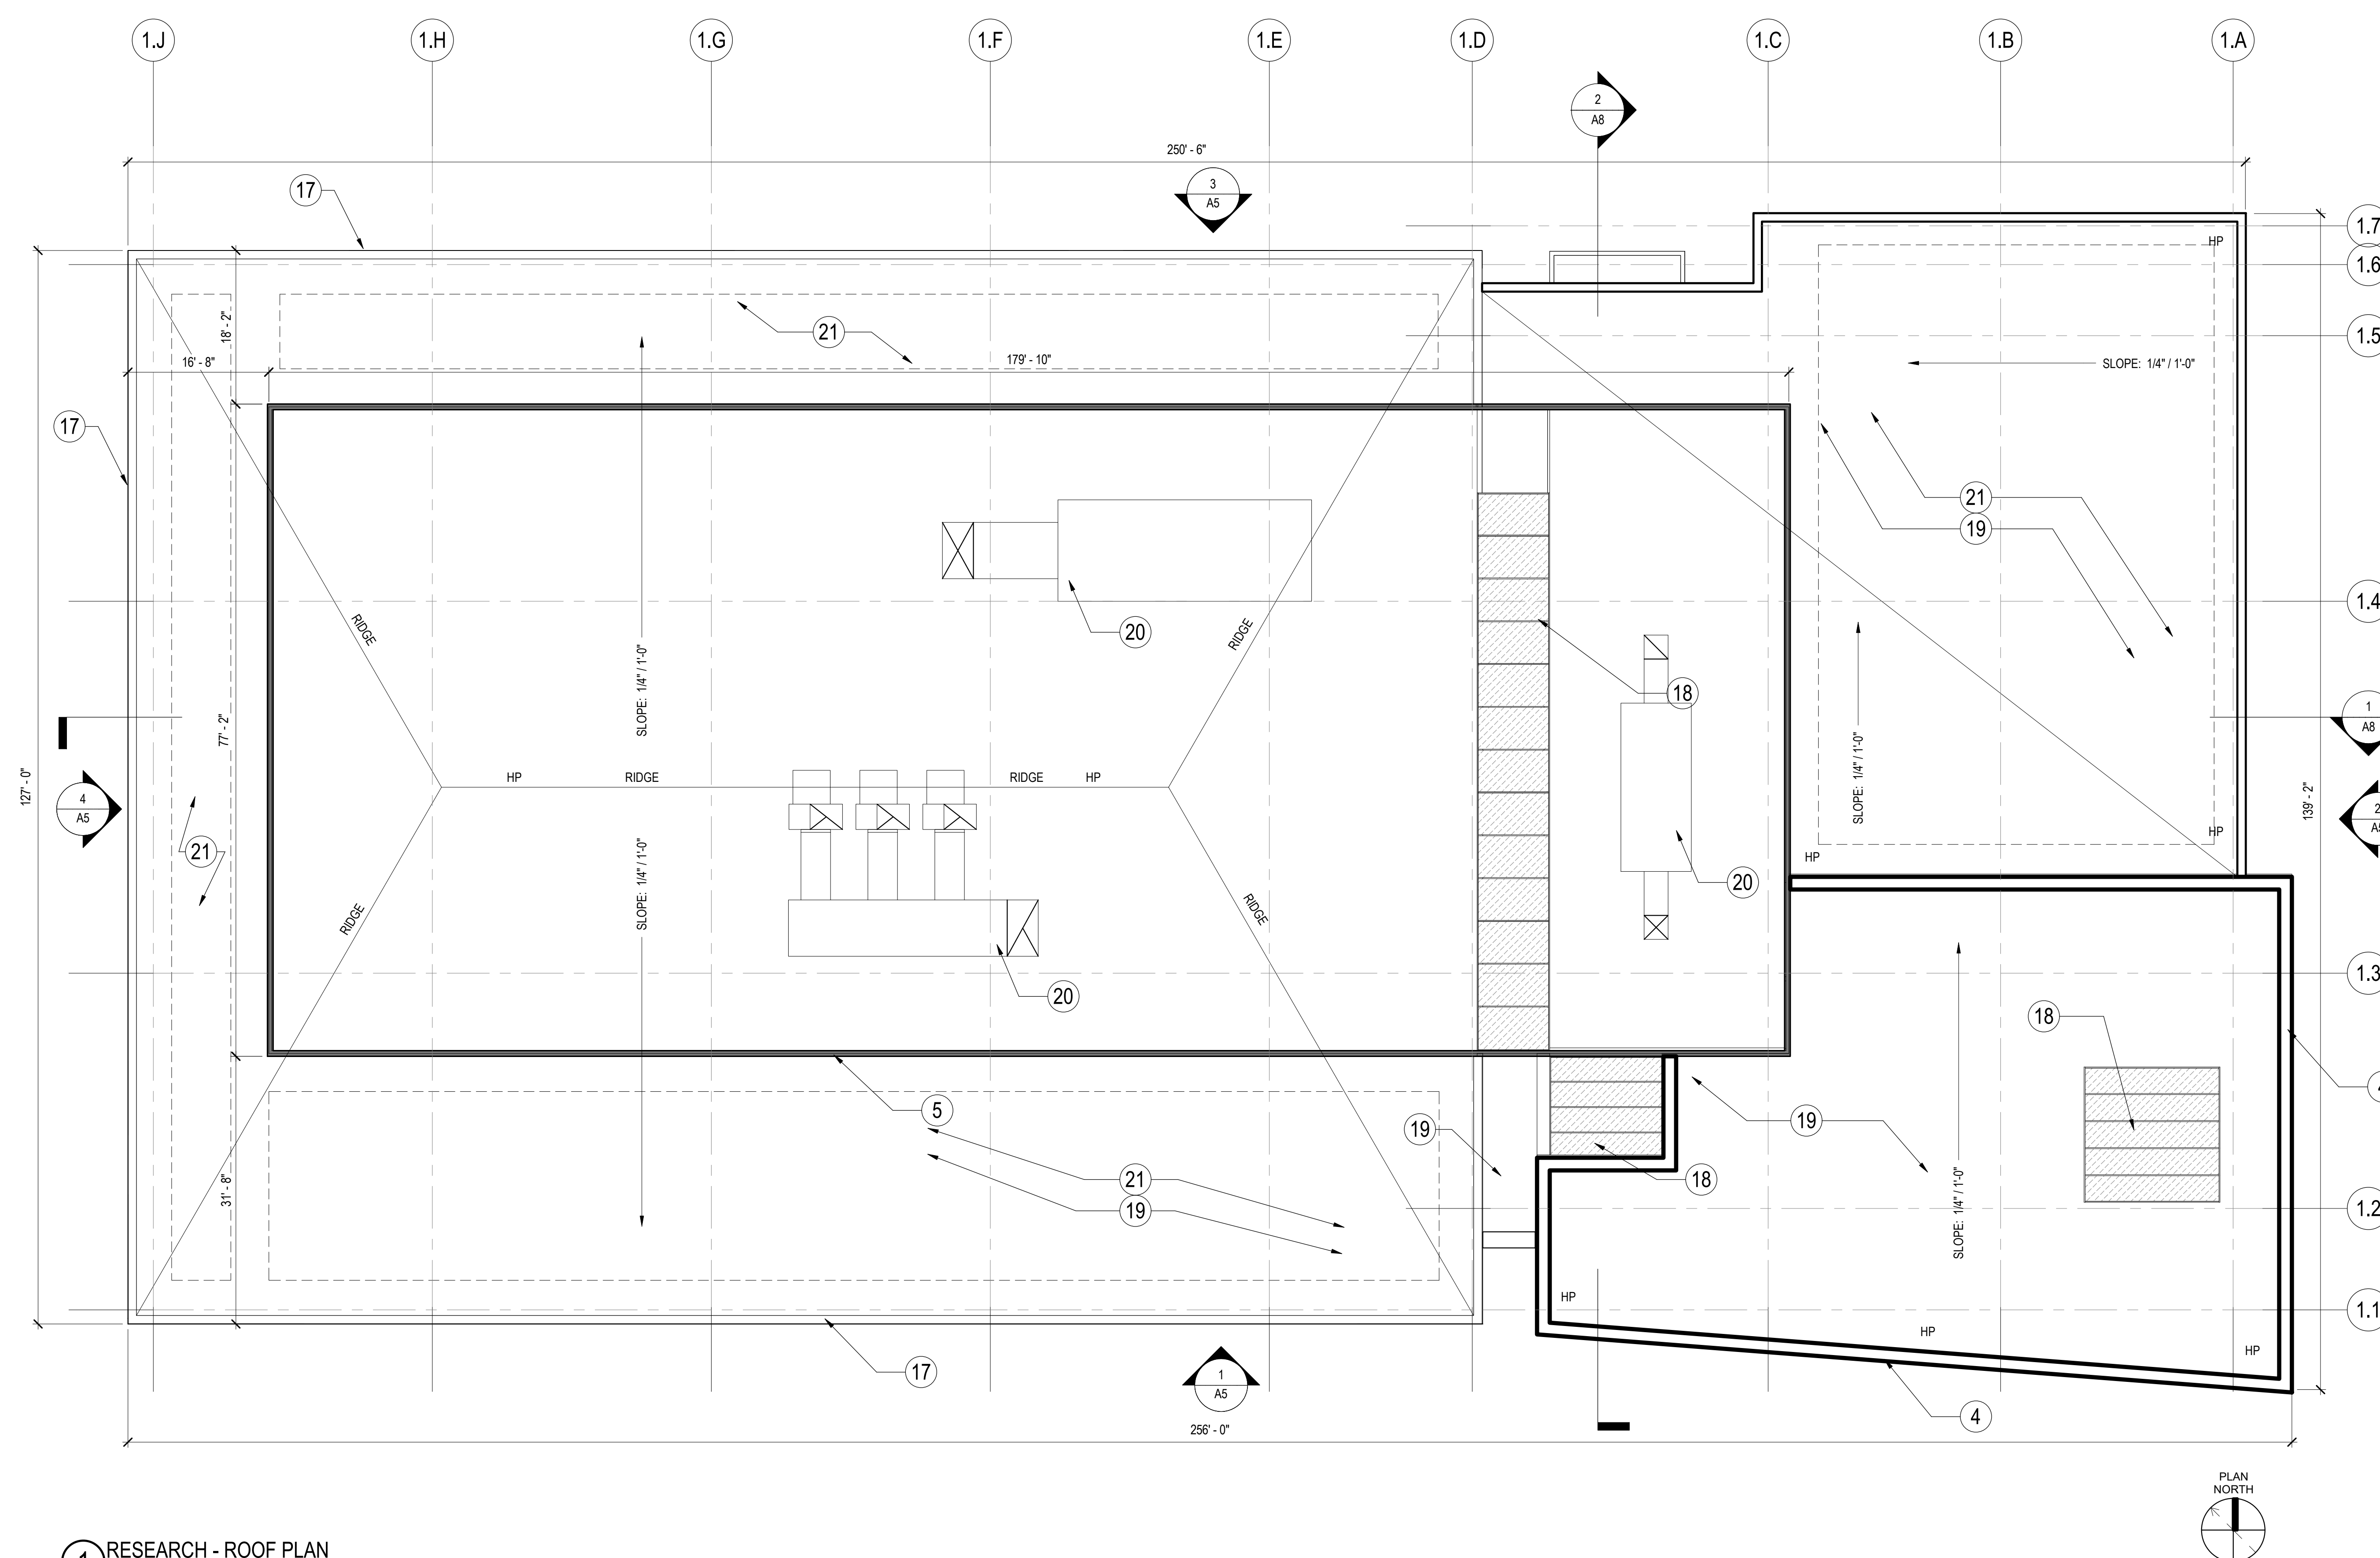 1.J
1.H
1.G
1.F
1.E
1.D
1.C
1.B
1.A
2
A8
250' - 6"
17
3
A5
1.7
HP
1.6
18' - 2"
21
1.5
16' - 8"
179' - 10"
SLOPE: 1/4" / 1'-0"
17
21
19
1.4
RIDGE
RIDGE
20
SLOPE: 1/4" / 1'-0"
18
1
A8
77' - 2"
SLOPE: 1/4" / 1'-0"
HP
RIDGE
RIDGE
HP
127' - 0"
4
A5
139' - 2"
2
HP
21
HP
SLOPE: 1/4" / 1'-0"
20
RIDGE
RIDGE
1.3
20
18
5
19
19
21
19
18
31' - 8"
SLOPE: 1/4" / 1'-0"
1.2
HP
1.1
HP
HP
17
1
A5
4
256' - 0"
PLAN
NORTH
1
RESEARCH - ROOF PLAN